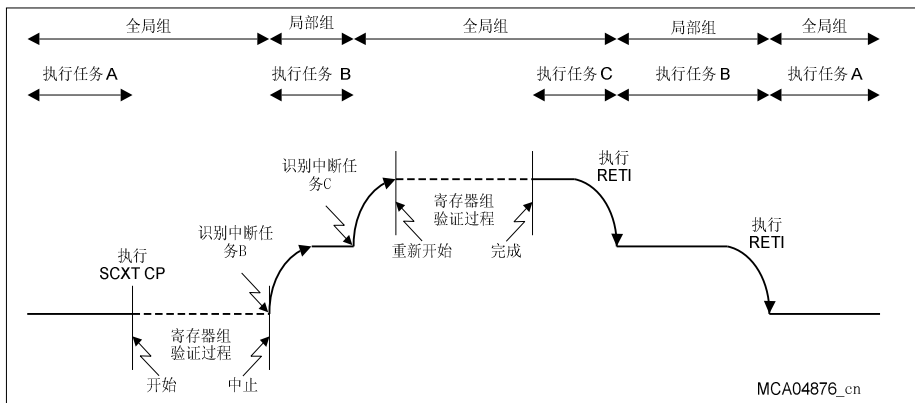 全局组
局部组
全局组
局部组
全局组
执行任务A
执行任务 B
执行任务C
执行任务B
执行任务A
识别中断任
务C
执行
RETI
寄存器组
验证过程
识别中断任
务B
重新开始
完成
执行
RETI
执行
SCXT CP
寄存器组
验证过程
开始
中止
MCA04876_cn